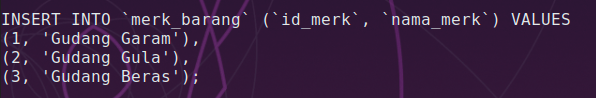 INSERT INTO `merk_barang` (`id_merk`, `nama_merk`) VALUES
(1, 'Gudang Garam'),
(2, 'Gudang Gula'),
(3, 'Gudang Beras');